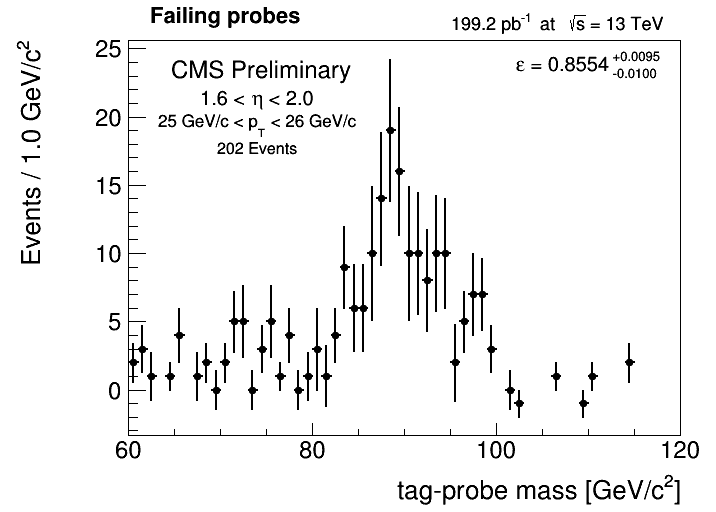 Failing probes
199.2 pb⁻¹ at √s = 13 TeV
CMS Preliminary
1.6 < η < 2.0
25 GeV/c < p_T < 26 GeV/c
202 Events
ε = 0.8554 +0.0095 -0.0100
Events / 1.0 GeV/c²
25
20
15
10
5
0
60 80 100 120
tag-probe mass [GeV/c²]